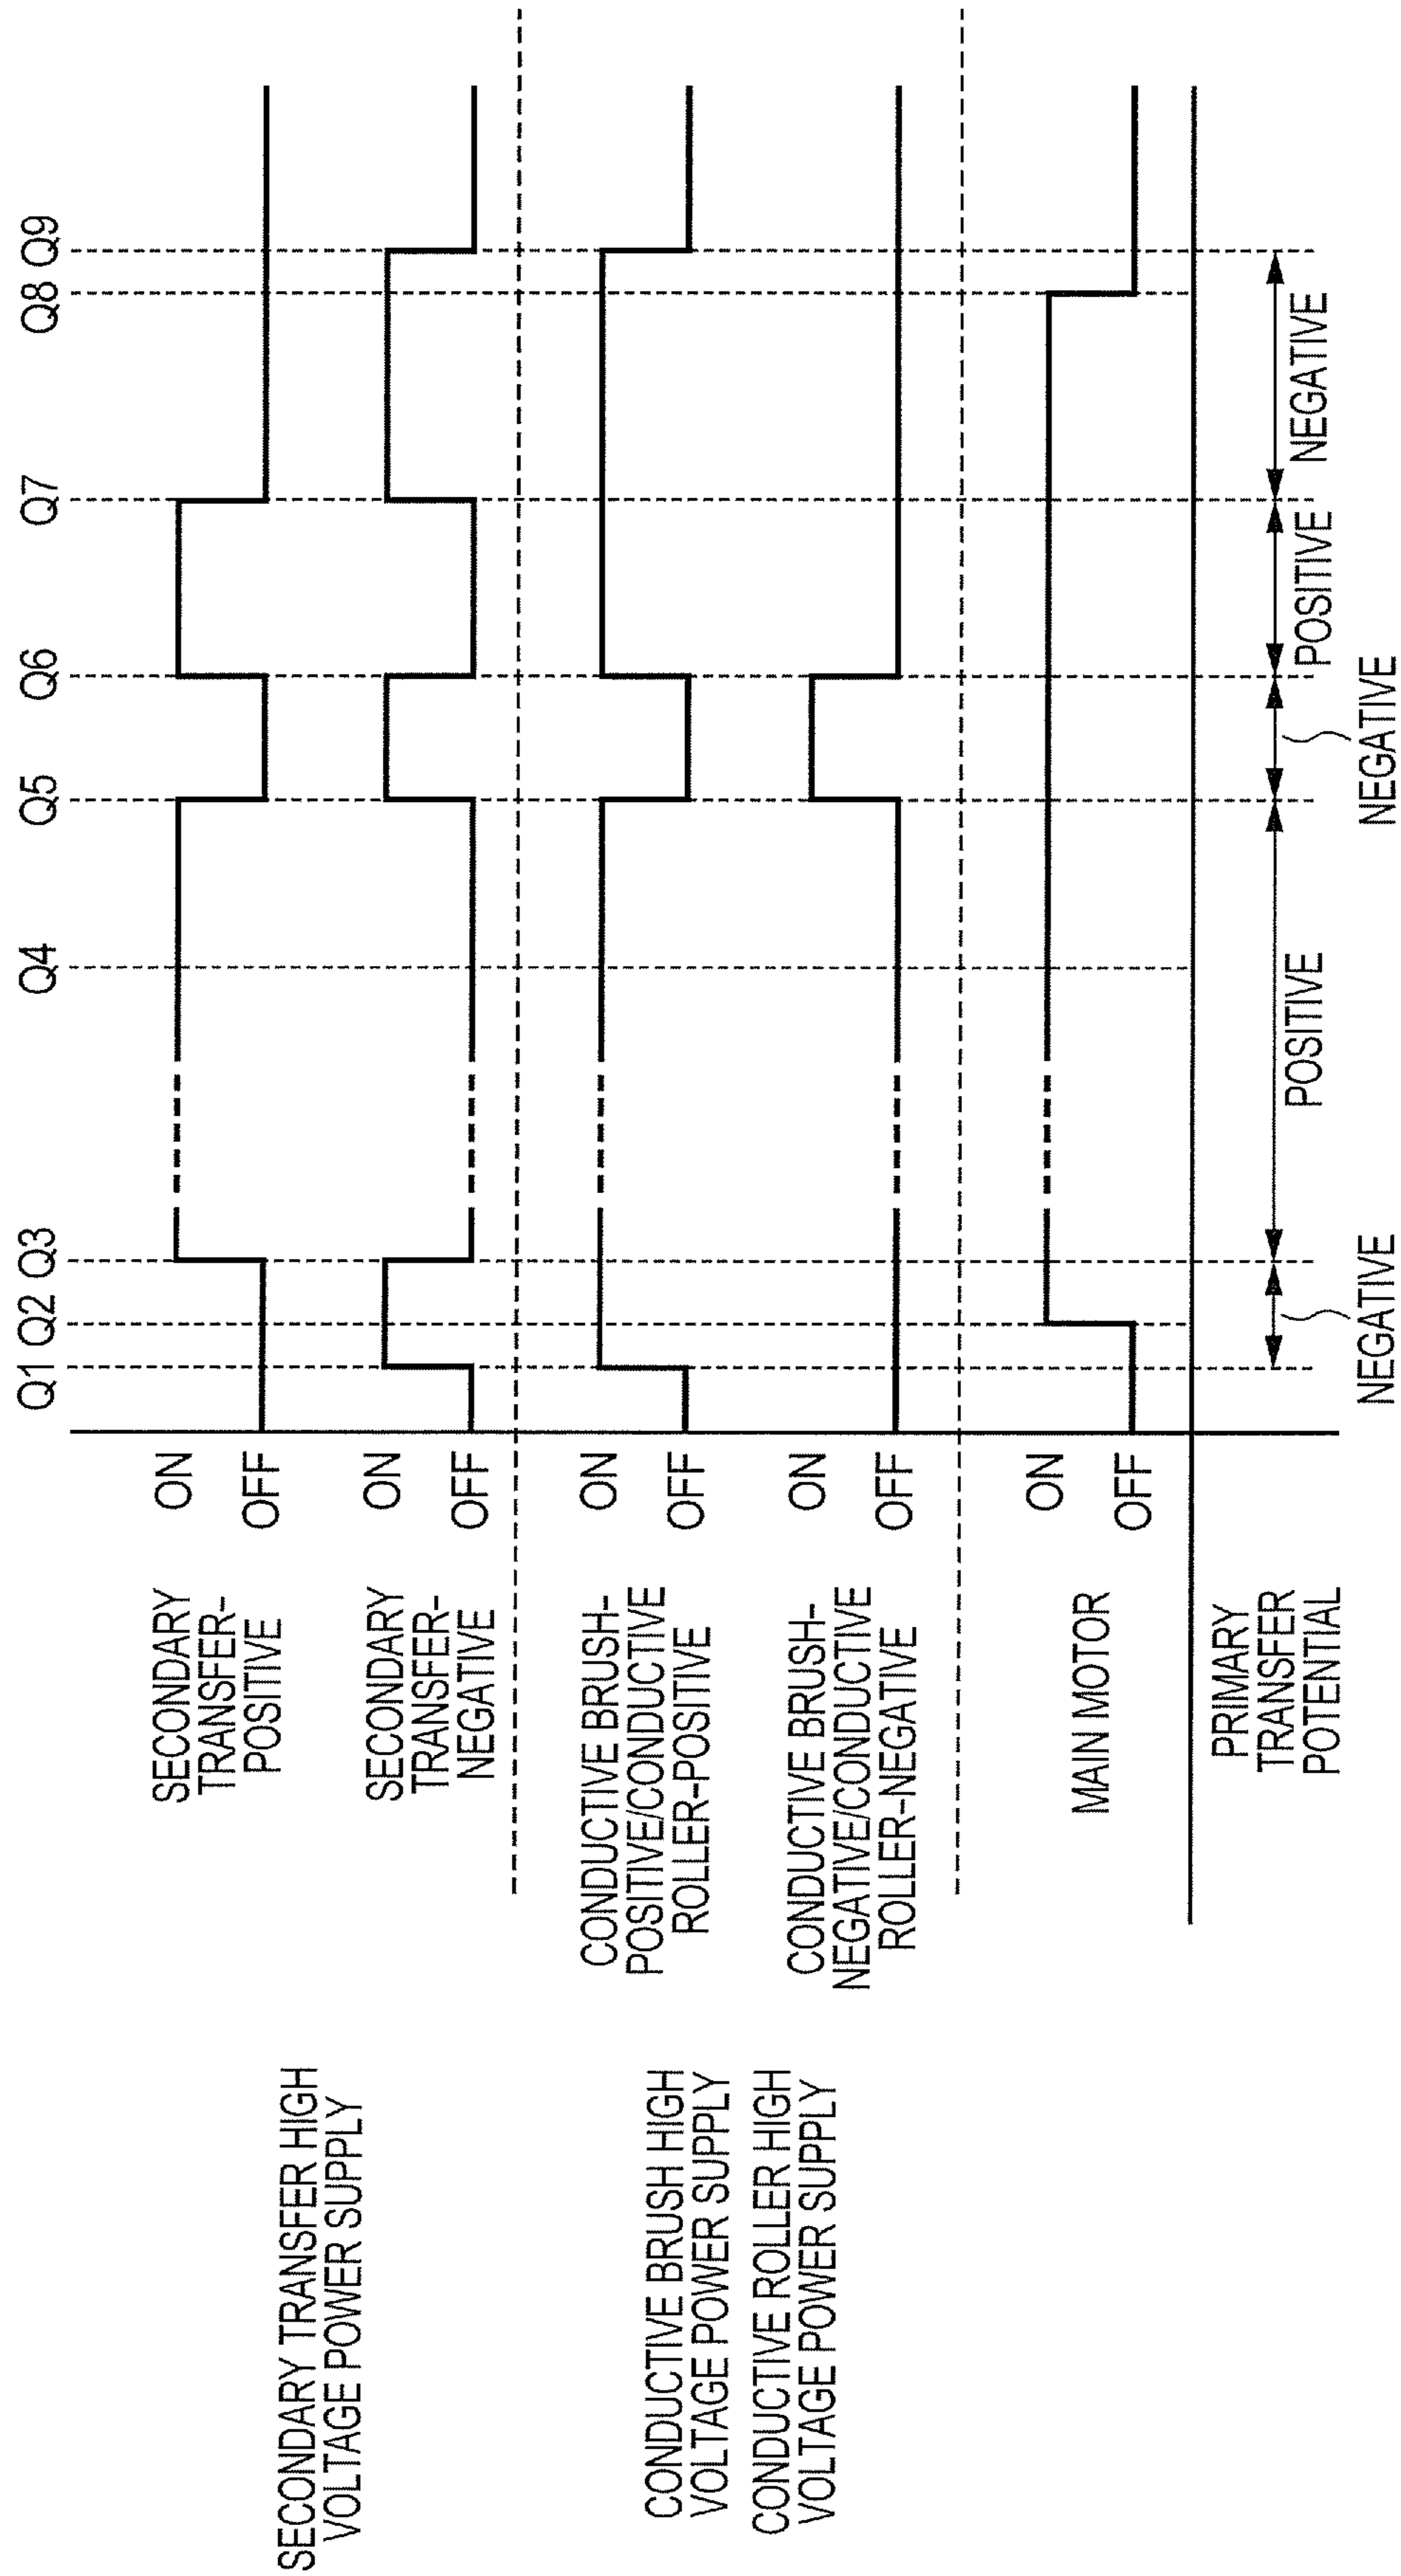 Q1 Q2 Q3 Q4 Q5 Q6 Q7 Q8 Q9
SECONDARY TRANSFER HIGH
VOLTAGE POWER SUPPLY
SECONDARY
TRANSFER-
POSITIVE
ON
OFF
SECONDARY
TRANSFER-
NEGATIVE
ON
OFF
CONDUCTIVE BRUSH HIGH
VOLTAGE POWER SUPPLY
CONDUCTIVE ROLLER HIGH
VOLTAGE POWER SUPPLY
CONDUCTIVE BRUSH-
POSITIVE/CONDUCTIVE
ROLLER-POSITIVE
ON
OFF
CONDUCTIVE BRUSH-
NEGATIVE/CONDUCTIVE
ROLLER-NEGATIVE
ON
OFF
MAIN MOTOR
ON
OFF
PRIMARY
TRANSFER
POTENTIAL
NEGATIVE
POSITIVE
NEGATIVE
POSITIVE
NEGATIVE